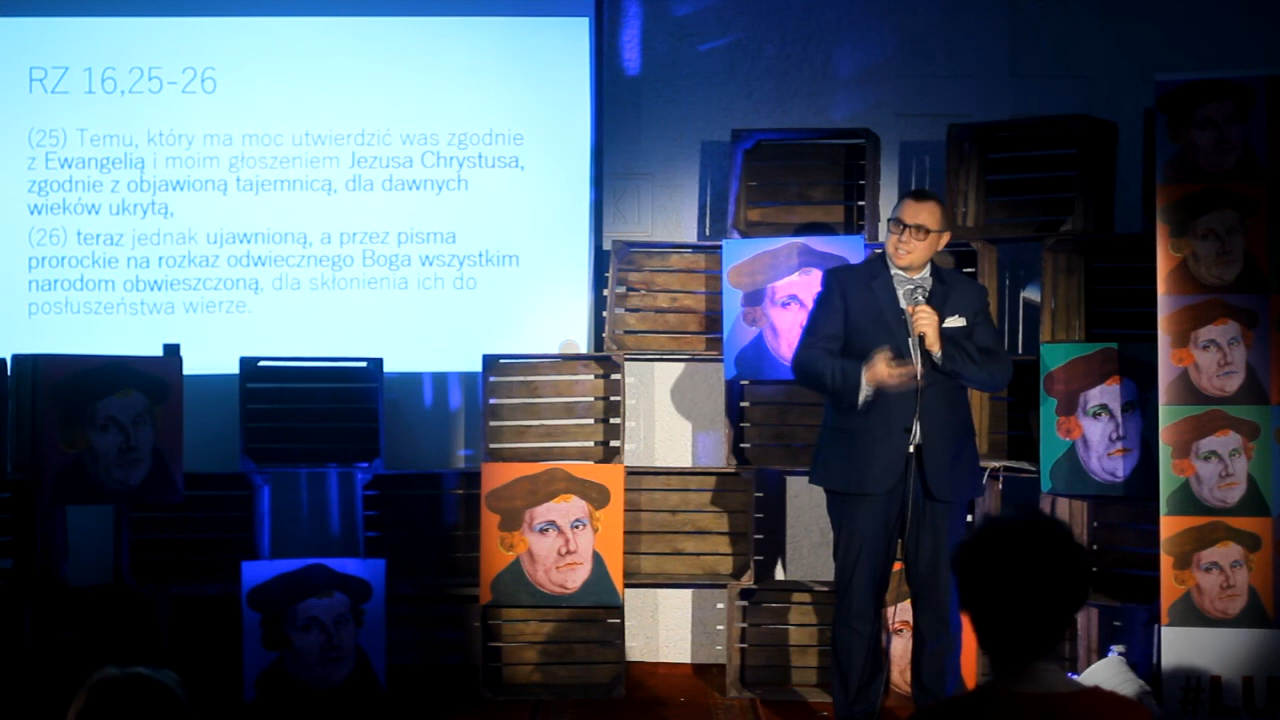 RZ 16,25-26
(25) Temu, który ma moc utwierdzić was zgodnie
z Ewangelią i moim głoszeniem Jezusa Chrystusa,
zgodnie z objawioną tajemnicą, dla dawnych
wieków ukrytą,
(26) teraz jednak ujawnioną, a przez pisma
prorockie na rozkaz odwiecznego Boga wszystkim
narodom obwieszczoną, dla skłonienia ich do
posłuszeństwa wierze.
#LU